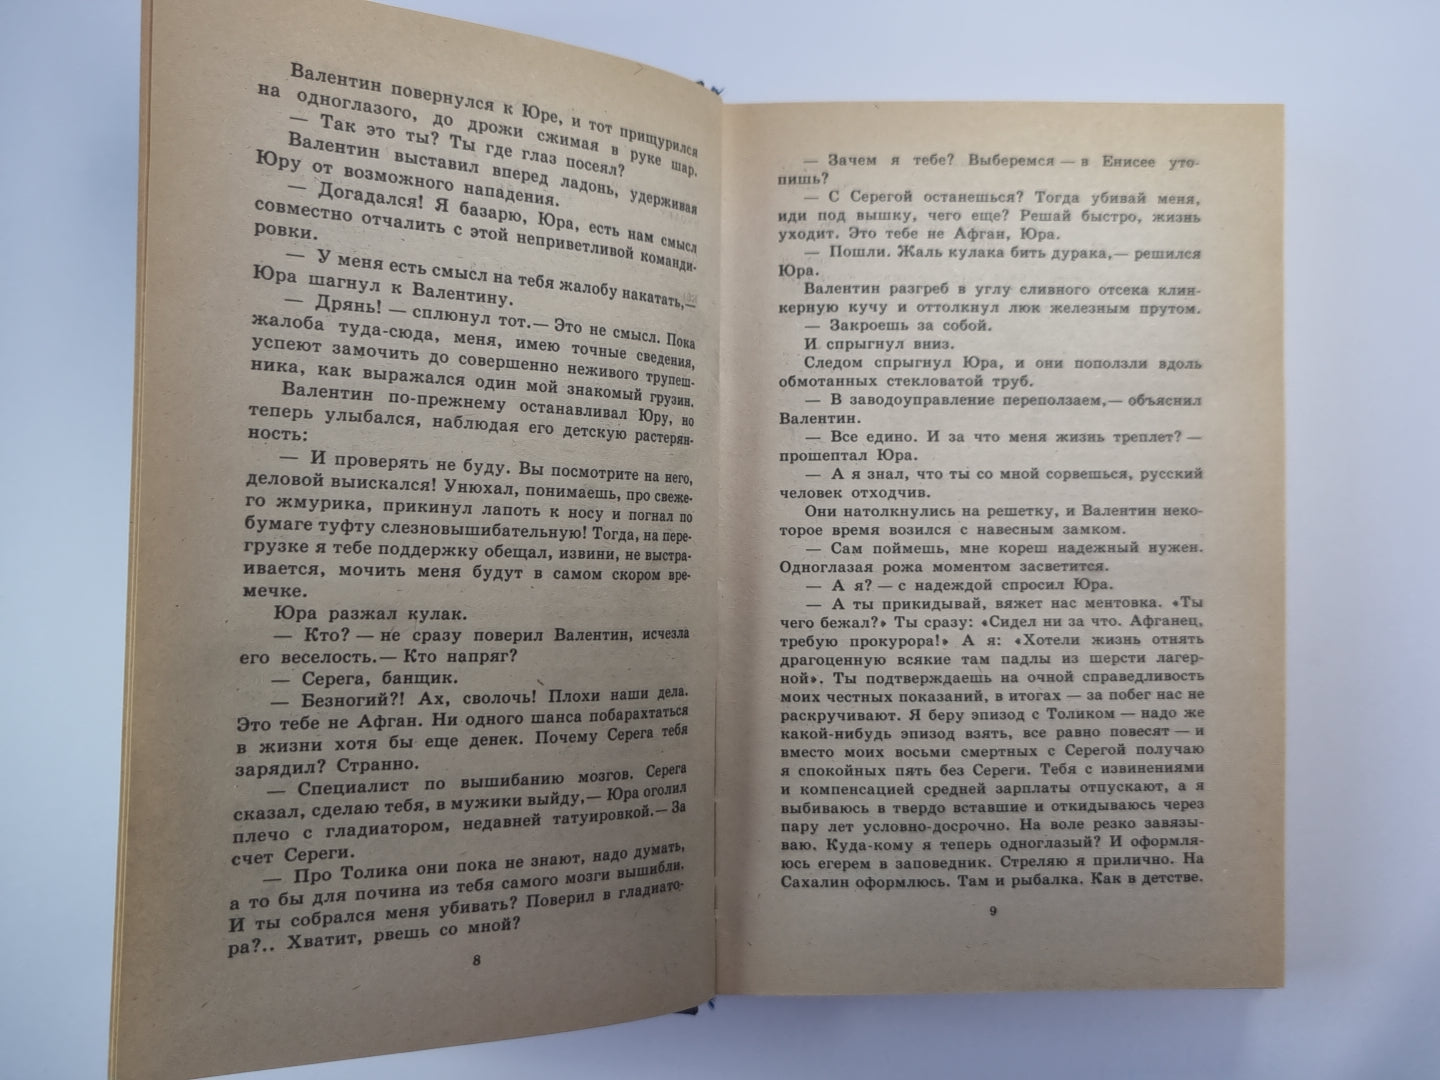 Валентин повернулся к Юре, и тот прищурился
на одноглазого, до дрожи сжимая в руке шар.
— Так это ты? Ты где глаз посеял?
Валентин выставил вперед ладонь, удерживая
Юру от возможного нападения.
— Догадался! Я базарю, Юра, есть нам смысл
совместно отчалить с этой неприветливой команди-
ровки.
— У меня есть смысл на тебя жалобу накатать,—
Юра шагнул к Валентину.
— Дрянь! — сплюнул тот.— Это не смысл. Пока
жалоба туда-сюда, меня, имею точные сведения,
успеют замочить до совершенно неживого трупеш-
ника, как выражался один мой знакомый грузин.
Валентин по-прежнему останавливал Юру, но
теперь улыбался, наблюдая его детскую растерян-
ность:
— И проверять не буду. Вы посмотрите на него,
деловой выискался! Унюхал, понимаешь, про свеже-
го жмурика, прикинул лапоть к носу и погнал по
бумаге туфту слезновышибательную! Тогда, на пере-
грузке я тебе поддержку обещал, извини, не выстра-
ивается, мочить меня будут в самом скором вре-
мечке.
Юра разжал кулак.
— Кто? — не сразу поверил Валентин, исчезла
его веселость.— Кто напряг?
— Серега, банщик.
— Безногий?! Ах, сволочь! Плохи наши дела.
Это тебе не Афган. Ни одного шанса побарахтаться
в жизни хотя бы еще денек. Почему Серега тебя
зарядил? Странно.
— Специалист по вышибанию мозгов. Серега
сказал, сделаю тебя, в мужики выйду,— Юра оголил
плечо с гладиатором, недавней татуировкой.— За
счет Сереги.
— Про Толика они пока не знают, надо думать,
а то бы для почина из тебя самого мозги вышибли.
И ты собрался меня убивать? Поверил в гладиато-
ра?.. Хватит, рвешь со мной?
8
— Зачем я тебе? Выберемся — в Енисее уто-
пишь?
— С Серегой останешься? Тогда убивай меня,
иди под вышку, чего еще? Решай быстро, жизнь
уходит. Это тебе не Афган, Юра.
— Пошли. Жаль кулака бить дурака,— решился
Юра.
Валентин разгреб в углу сливного отсека клин-
керную кучу и оттолкнул люк железным прутом.
— Закроешь за собой.
И спрыгнул вниз.
Следом спрыгнул Юра, и они поползли вдоль
обмотанных стекловатой труб.
— В заводоуправление переползаем,— объяснил
Валентин.
— Все едино. И за что меня жизнь треплет? —
прошептал Юра.
— А я знал, что ты со мной сорвешься, русский
человек отходчив.
Они натолкнулись на решетку, и Валентин неко-
торое время возился с навесным замком.
— Сам поймешь, мне кореш надежный нужен.
Одноглазая рожа моментом засветится.
— А я? — с надеждой спросил Юра.
— А ты прикидывай, вяжет нас ментовка. «Ты
чего бежал?» Ты сразу: «Сидел ни за что. Афганец,
требую прокурора!» А я: «Хотели жизнь отнять
драгоценную всякие там падлы из шерсти лагер-
ной». Ты подтверждаешь на очной справедливость
моих честных показаний, в итогах — за побег нас не
раскручивают. Я беру эпизод с Толиком — надо же
какой-нибудь эпизод взять, все равно повесят — и
вместо моих восьми смертных с Серегой получаю
я спокойных пять без Сереги. Тебя с извинениями
и компенсацией средней зарплаты отпускают, а я
выбиваюсь в твердо вставшие и откидываюсь через
пару лет условно-досрочно. На воле резко завязы-
ваю. Куда-кому я теперь одноглазый? И оформля-
юсь егерем в заповедник. Стреляю я прилично. На
Сахалин оформлюсь. Там и рыбалка. Как в детстве.
9